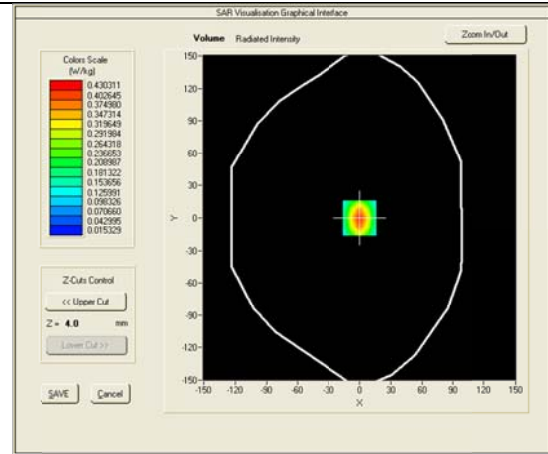 SAR Visualisation Graphical Interface
Volume Radiated Intensity
Zoom In/Out
Colors Scale
(W/kg)
0.430311
0.402645
0.374980
0.347314
0.319649
0.291984
0.264318
0.236653
0.208987
0.181322
0.153656
0.125991
0.098326
0.070660
0.042995
0.015329
Z-Cuts Control
<< Upper Cut
Z = 4.0 mm
Lower Cut >>
SAVE
Cancel
150
120
90
60
30
0
-30
-60
-90
-120
-150
Y
-150 -120 -90 -60 -30 0 30 60 90 120 150
X